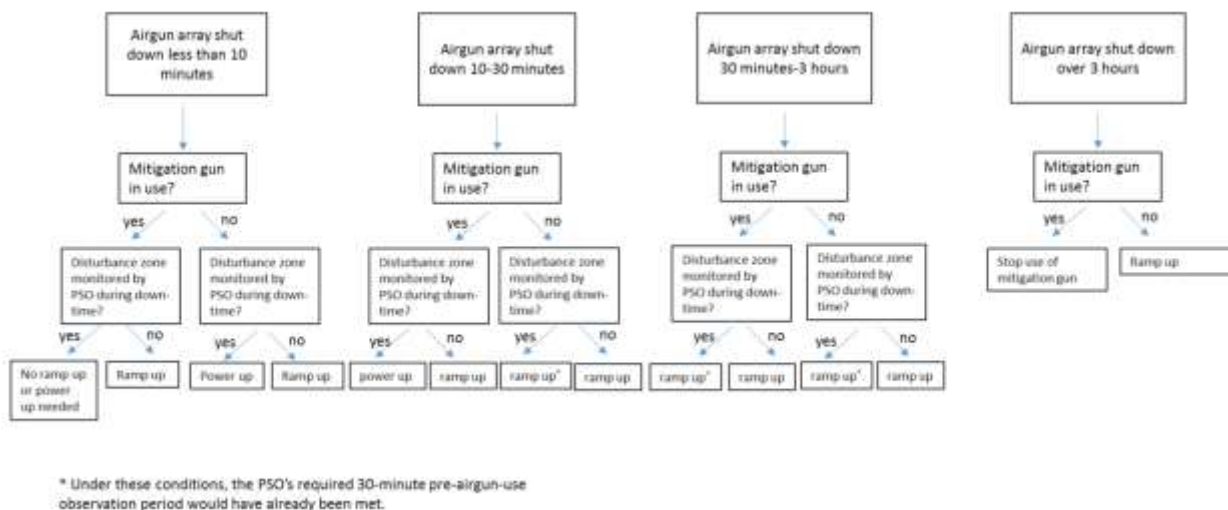 Airgun array shut
down less than 10
minutes
Airgun array shut
down 10-30 minutes
Airgun array shut down
30 minutes-3 hours
Airgun array shut down
over 3 hours
Mitigation gun
in use?
Mitigation gun
in use?
Mitigation gun
in use?
Mitigation gun
in use?
yes
no
yes
no
yes
no
yes
no
Disturbance zone
monitored by
PSO during down-
time?
Disturbance zone
monitored by
PSO during down-
time?
Disturbance zone
monitored by
PSO during down-
time?
Disturbance zone
monitored by
PSO during down-
time?
Disturbance zone
monitored by
PSO during down-
time?
Disturbance zone
monitored by
PSO during down-
time?
Stop use of
mitigation gun
Ramp up
yes
no
yes
no
yes
no
yes
no
yes
no
yes
no
No ramp up
or power
up needed
Ramp up
Power up
Ramp up
power up
ramp up
ramp up*
ramp up
ramp up*
ramp up
ramp up*
ramp up
* Under these conditions, the PSO's required 30-minute pre-airgun-use
observation period would have already been met.